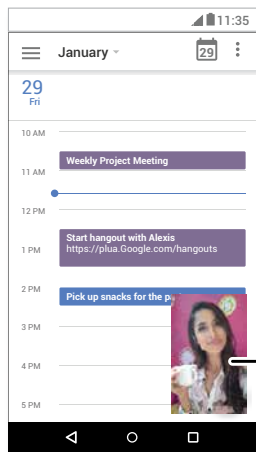 11:35
January
29
29
Fri
10 AM
Weekly Project Meeting
11 AM
12 PM
Start hangout with Alexis
https://plua.Google.com/hangouts
1 PM
2 PM
Pick up snacks for the
3 PM
4 PM
5 PM